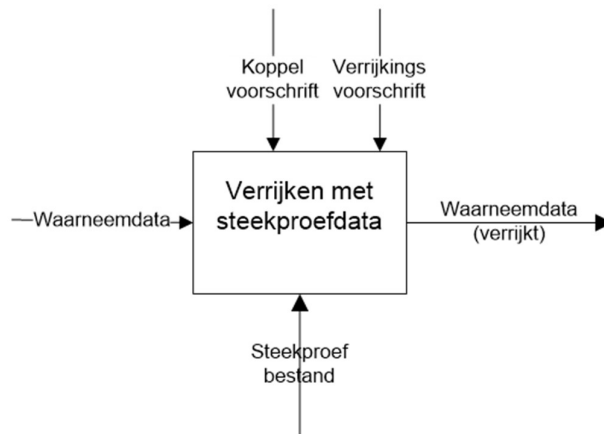 Koppel
voorschrift
Verrijkings
voorschrift
Verrijken met
steekproefdata
Waarneemdata
Waarneemdata
(verrijkt)
Steekproef
bestand